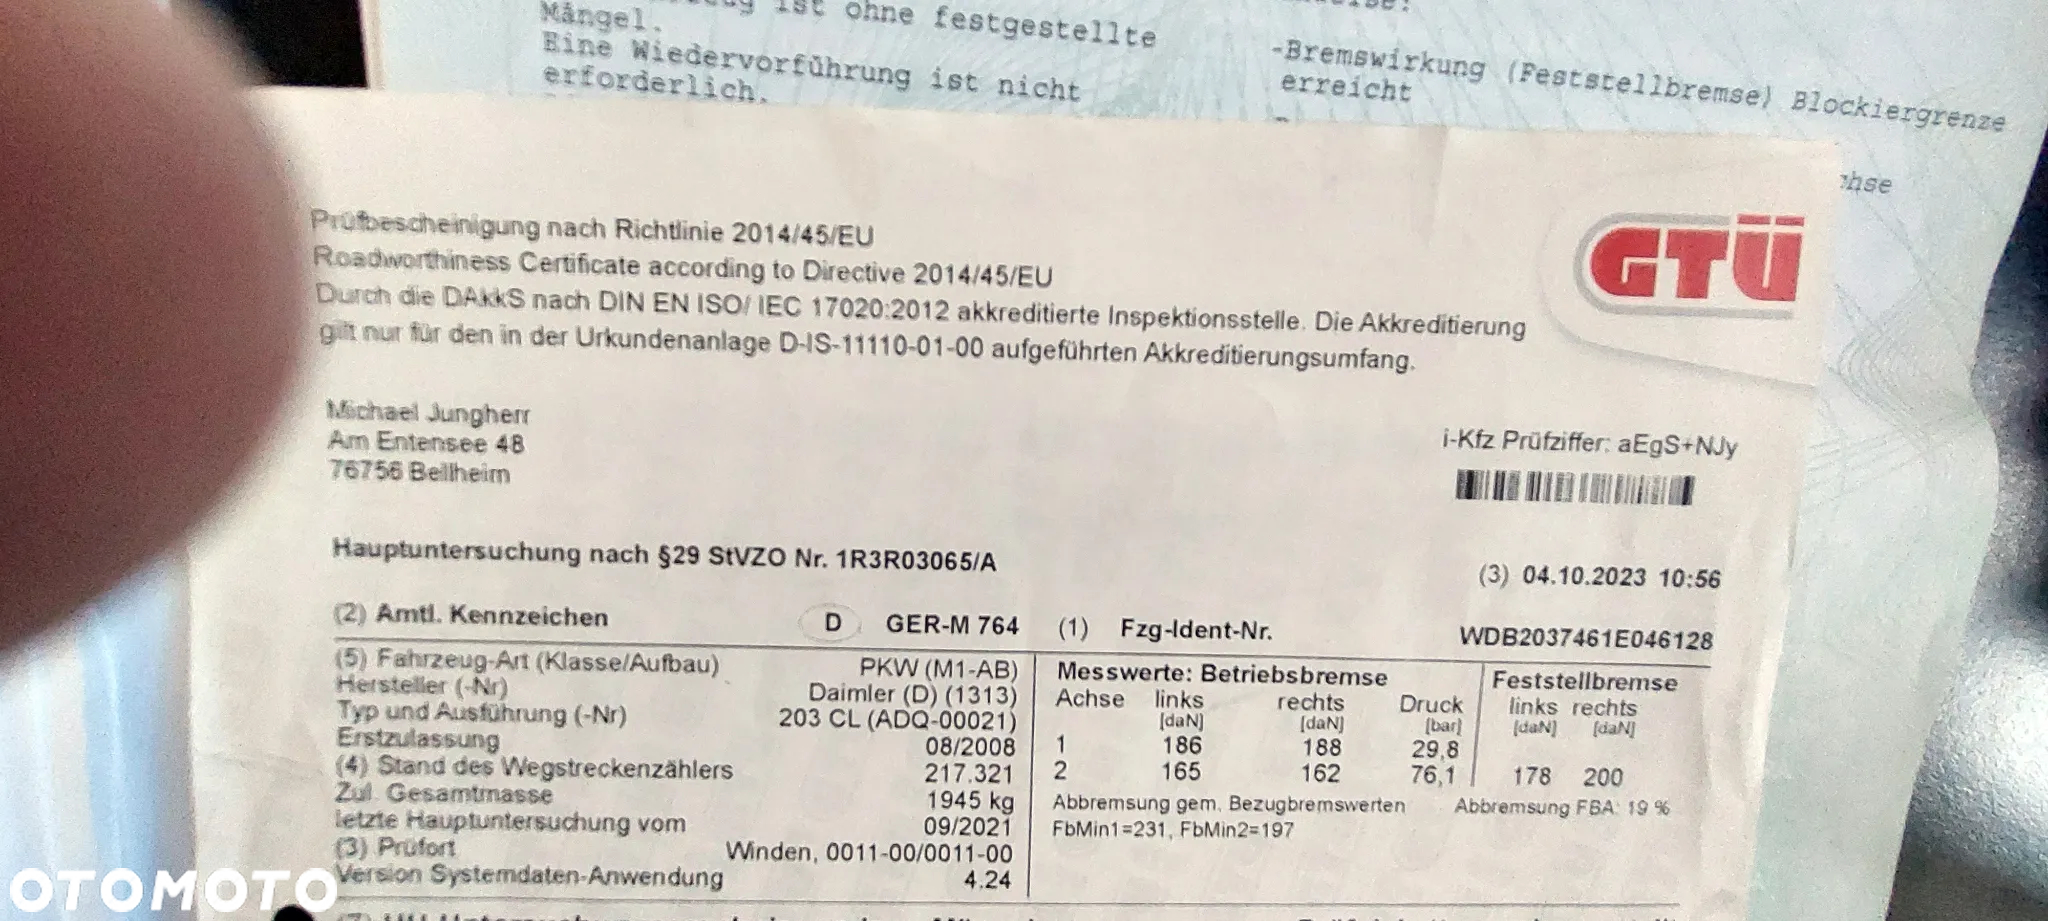 ist ohne festgestellte
Mängel.
Eine Wiedervorführung ist nicht
erforderlich.
-Bremswirkung (Feststellbremse) Blockiergrenze
erreicht
Prüfbescheinigung nach Richtlinie 2014/45/EU
Roadworthiness Certificate according to Directive 2014/45/EU
Durch die DAkkS nach DIN EN ISO/ IEC 17020:2012 akkreditierte Inspektionsstelle. Die Akkreditierung
gilt nur für den in der Urkundenanlage D-IS-11110-01-00 aufgeführten Akkreditierungsumfang.
GTÜ
Michael Jungherr
Am Entensee 48
76756 Bellheim
i-Kfz Prüfziffer: aEgS+NJy
Hauptuntersuchung nach §29 StVZO Nr. 1R3R03065/A
(3) 04.10.2023 10:56
(2) Amtl. Kennzeichen D GER-M 764 (1) Fzg-Ident-Nr. WDB2037461E046128
(5) Fahrzeug-Art (Klasse/Aufbau) PKW (M1-AB)
Hersteller (-Nr) Daimler (D) (1313)
Typ und Ausführung (-Nr) 203 CL (ADQ-00021)
Erstzulassung 08/2008
(4) Stand des Wegstreckenzählers 217.321
Zul. Gesamtmasse 1945 kg
letzte Hauptuntersuchung vom 09/2021
(3) Prüfort Winden, 0011-00/0011-00
Version Systemdaten-Anwendung 4.24
Messwerte: Betriebsbremse Feststellbremse
Achse links rechts Druck links rechts
[daN] [daN] [bar] [daN] [daN]
1 186 188 29,8
2 165 162 76,1 178 200
Abbremsung gem. Bezugbremswerten Abbremsung FBA: 19 %
FbMin1=231, FbMin2=197
OTOMOTO